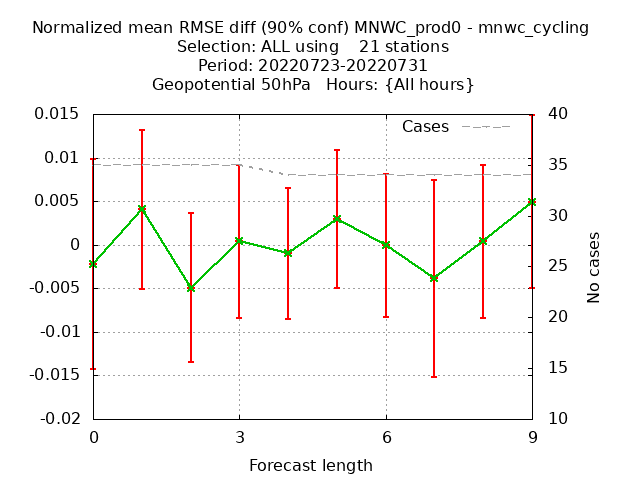 Normalized mean RMSE diff (90% conf) MNWC_prod0 - mnwc_cycling
Selection: ALL using    21 stations
Period: 20220723-20220731
Geopotential 50hPa   Hours: {All hours}
0.015
0.01
0.005
0
-0.005
-0.01
-0.015
-0.02
Cases
40
35
30
25
20
15
10
No cases
0 3 6 9
Forecast length